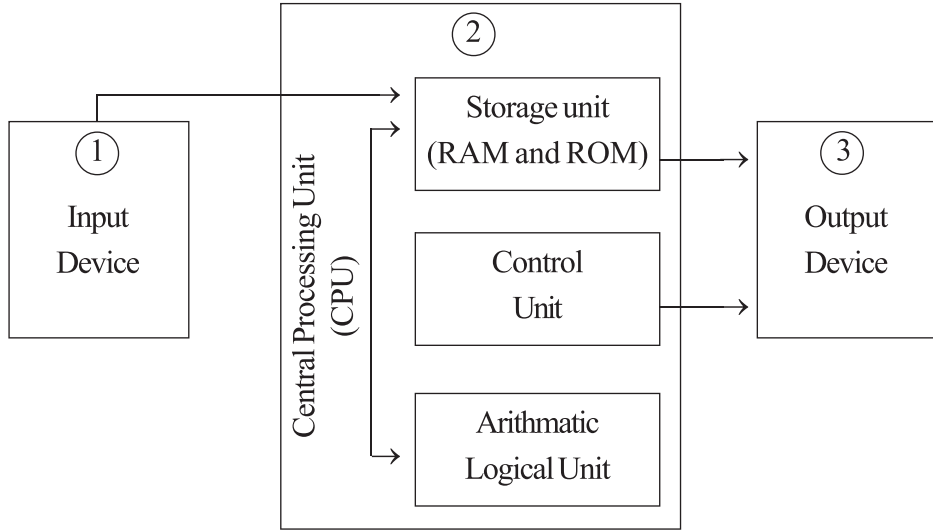 1
Input
Device
2
Central Processing Unit
(CPU)
Storage unit
(RAM and ROM)
Control
Unit
Arithmatic
Logical Unit
3
Output
Device